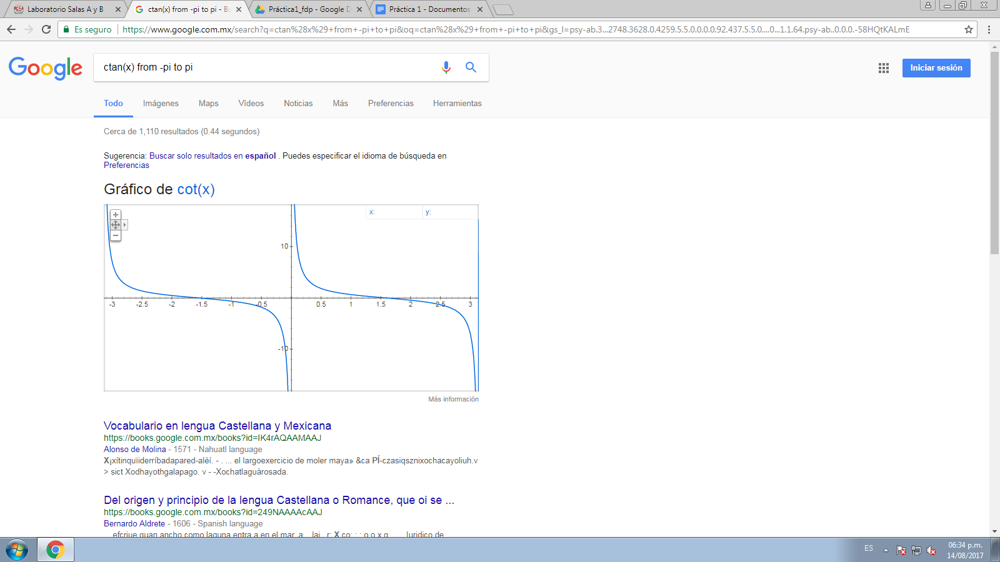 Laboratorio Salas A y B
ctan(x) from -pi to pi - Bu
Práctica1_fdp - Google D
Práctica 1 - Documentos
Es seguro
https://www.google.com.mx/search?q=ctan%28x%29+from+-pi+to+pi&oq=ctan%28x%29+from+-pi+to+pi&gs_l=psy-ab.3...2748.3628.0.4259.5.5.0.0.0.0.92.437.5.5.0....0...1.1.64.psy-ab..0.0.0.-58HQtKALmE
Google
ctan(x) from -pi to pi
Iniciar sesión
Todo Imágenes Maps Vídeos Noticias Más Preferencias Herramientas
Cerca de 1,110 resultados (0.44 segundos)
Sugerencia: Buscar solo resultados en español . Puedes especificar el idioma de búsqueda en
Preferencias
Gráfico de cot(x)
x: y:
10
-3 -2.5 -2 -1.5 -1 -0.5 0.5 1 1.5 2 2.5 3
-10
Más información
Vocabulario en lengua Castellana y Mexicana
https://books.google.com.mx/books?id=IK4rAQAAMAAJ
Alonso de Molina - 1571 - Nahuatl language
X¡xítinquïiderríbadapared-alèí. - . ... el largoexercicio de moler maya» &ca PÍ-czasiqsznixochacayoliuh.v
> sict Xodhayothgalapago. v - -Xochatlaguàrosada.
Del origen y principio de la lengua Castellana o Romance, que oi se ...
https://books.google.com.mx/books?id=249NAAAAcAAJ
Bernardo Aldrete - 1606 - Spanish language
ES
06:34 p.m.
14/08/2017